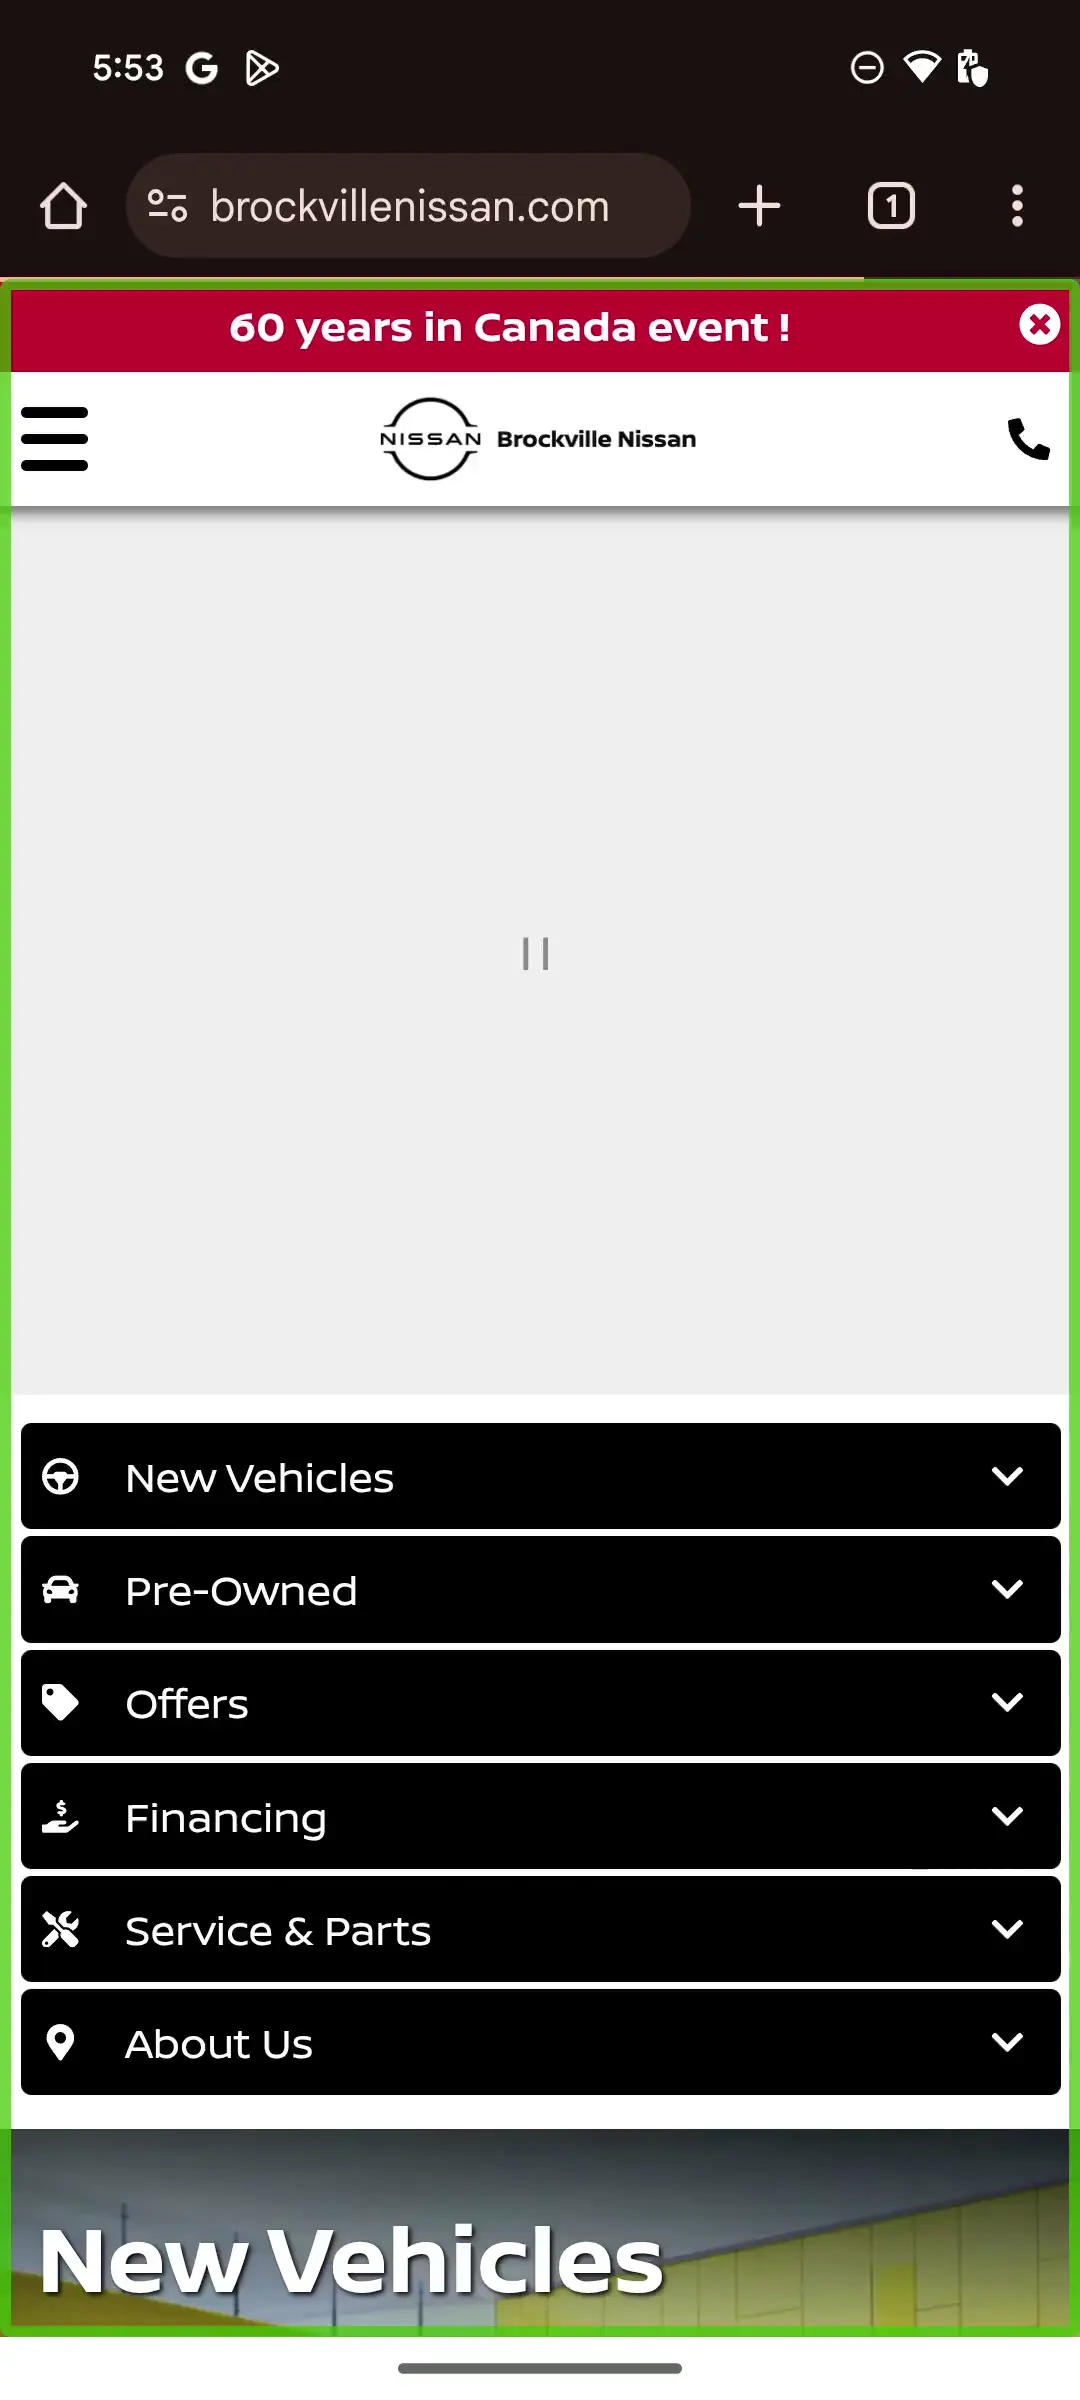 5:53
brockvillenissan.com
1
60 years in Canada event !
NISSAN Brockville Nissan
New Vehicles
Pre-Owned
Offers
Financing
Service & Parts
About Us
New Vehicles